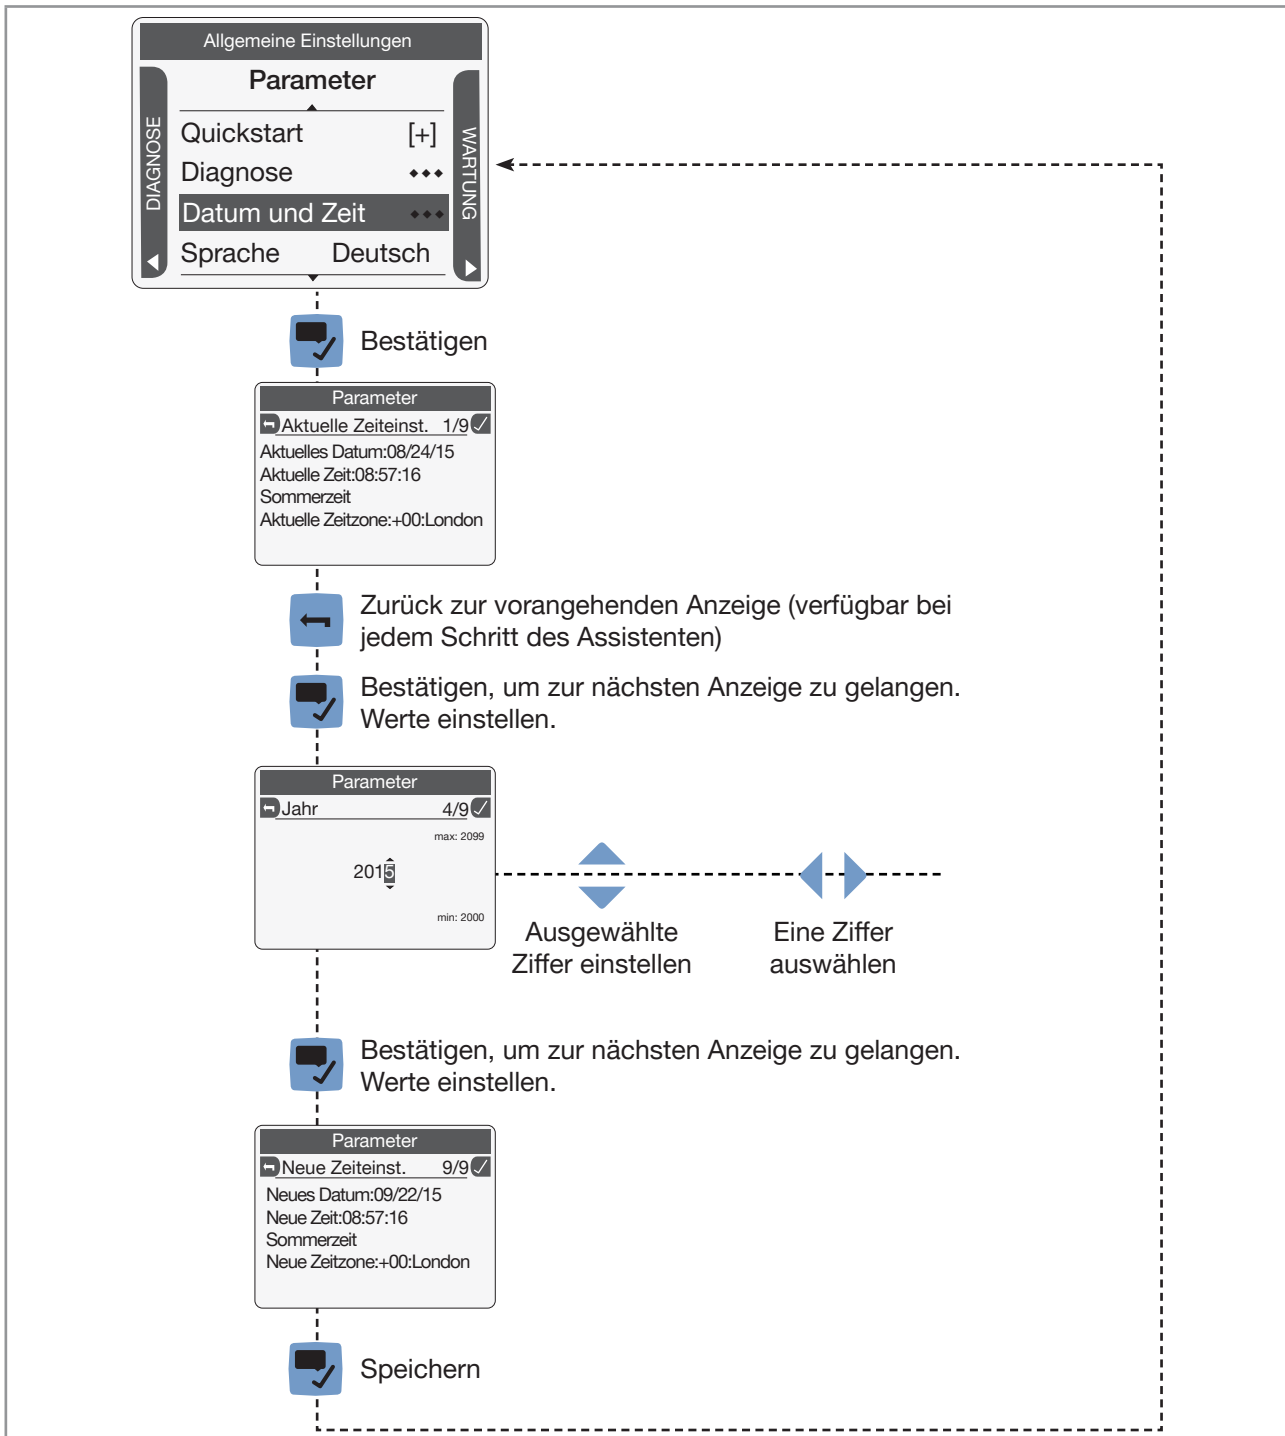 Allgemeine Einstellungen
Parameter
DIAGNOSE
WARTUNG
Quickstart [+]
Diagnose
Datum und Zeit
Sprache Deutsch
Bestätigen
Parameter
Aktuelle Zeiteinst. 1/9
Aktuelles Datum:08/24/15
Aktuelle Zeit:08:57:16
Sommerzeit
Aktuelle Zeitzone:+00:London
Zurück zur vorangehenden Anzeige (verfügbar bei
jedem Schritt des Assistenten)
Bestätigen, um zur nächsten Anzeige zu gelangen.
Werte einstellen.
Parameter
Jahr 4/9
max: 2099
2015
min: 2000
Ausgewählte
Ziffer einstellen
Eine Ziffer
auswählen
Bestätigen, um zur nächsten Anzeige zu gelangen.
Werte einstellen.
Parameter
Neue Zeiteinst. 9/9
Neues Datum:09/22/15
Neue Zeit:08:57:16
Sommerzeit
Neue Zeitzone:+00:London
Speichern